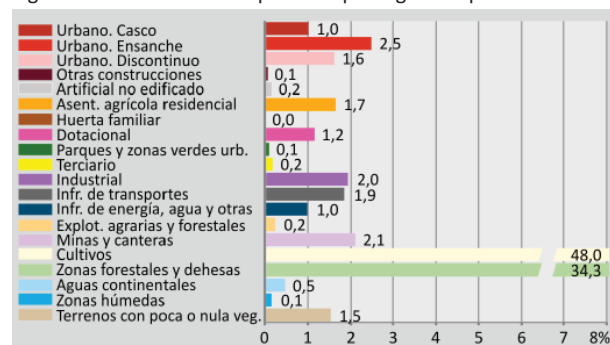 Urbano. Casco 1,0
Urbano. Ensanche 2,5
Urbano. Discontinuo 1,6
Otras construcciones 0,1
Artificial no edificado 0,2
Asent. agrícola residencial 1,7
Huerta familiar 0,0
Dotacional 1,2
Parques y zonas verdes urb. 0,1
Terciario 0,2
Industrial 2,0
Infr. de transportes 1,9
Infr. de energía, agua y otras 1,0
Explot. agrarias y forestales 0,2
Minas y canteras 2,1
Cultivos 48,0
Zonas forestales y dehesas 34,3
Aguas continentales 0,5
Zonas húmedas 0,1
Terrenos con poca o nula veg. 1,5
0 1 2 3 4 5 6 7 8%